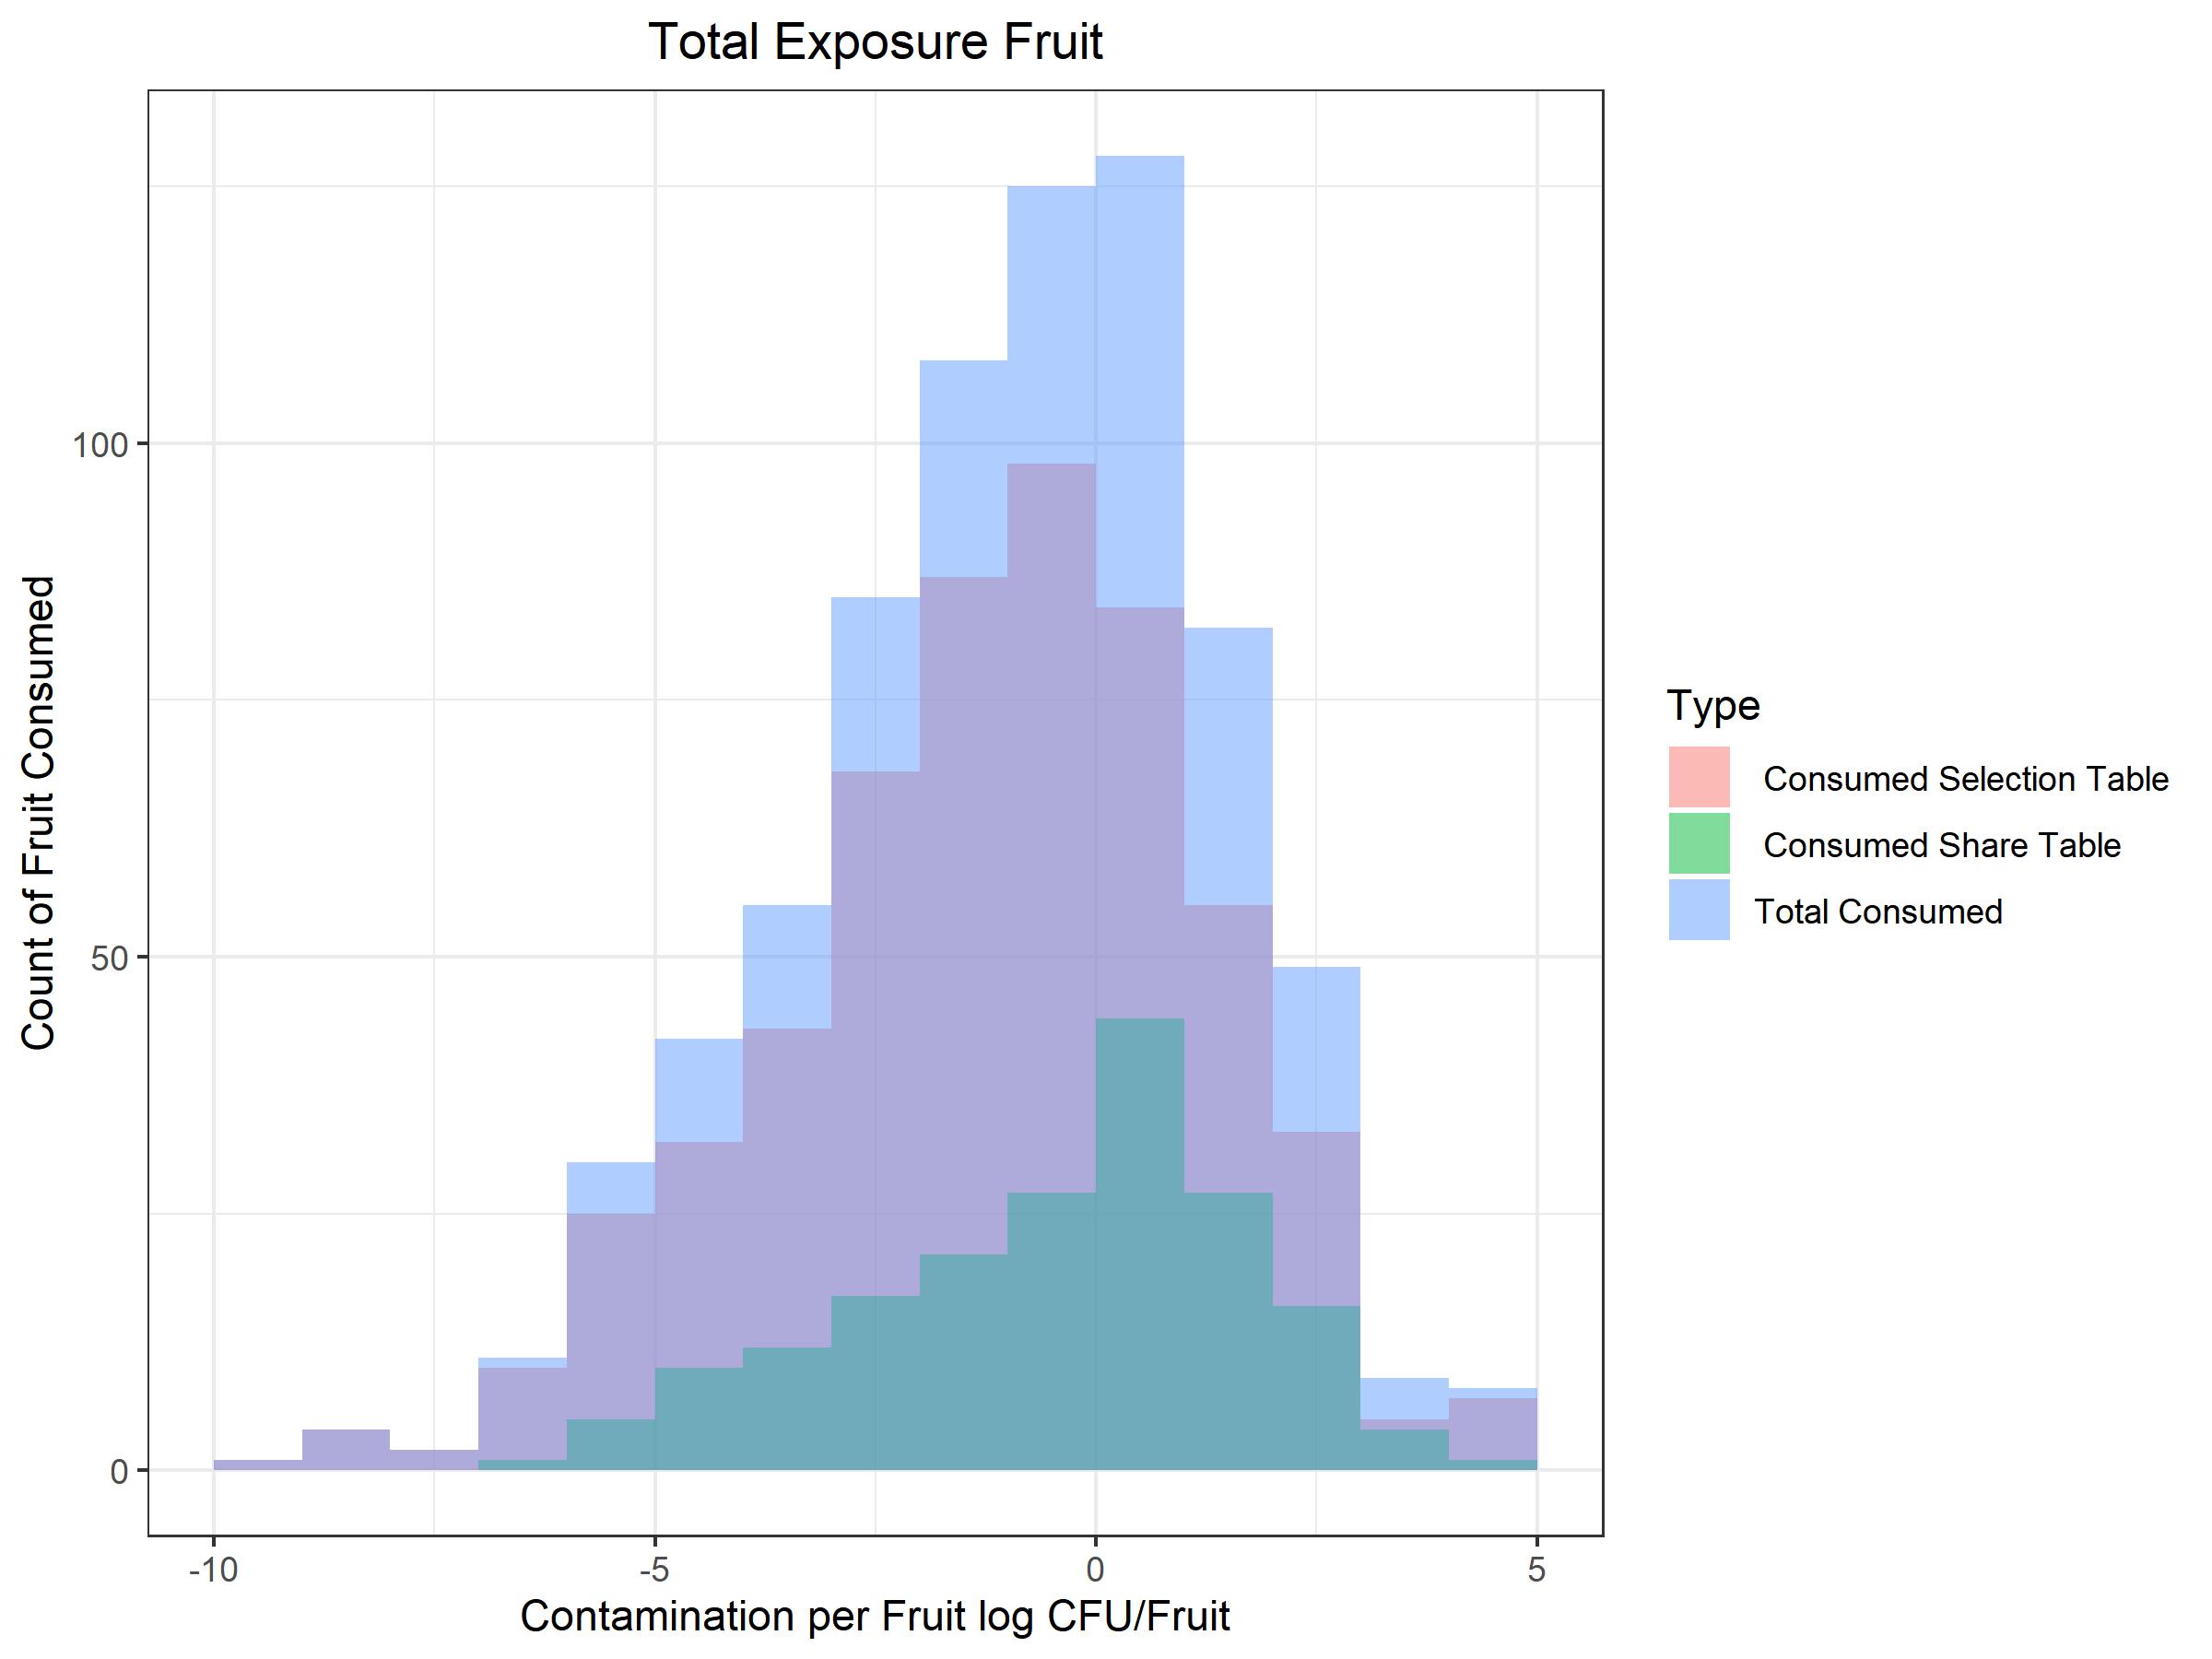 Total Exposure Fruit
Count of Fruit Consumed
100
50
0
-10
-5
0
5
Contamination per Fruit log CFU/Fruit
Type
Consumed Selection Table
Consumed Share Table
Total Consumed